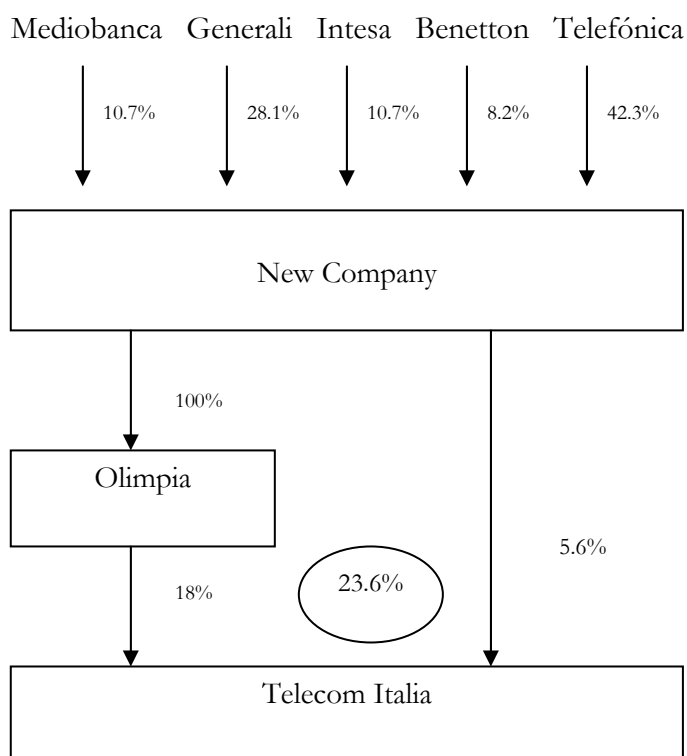 Mediobanca Generali Intesa Benetton Telefónica
10.7% 28.1% 10.7% 8.2% 42.3%
New Company
100%
Olimpia
5.6%
23.6%
18%
Telecom Italia